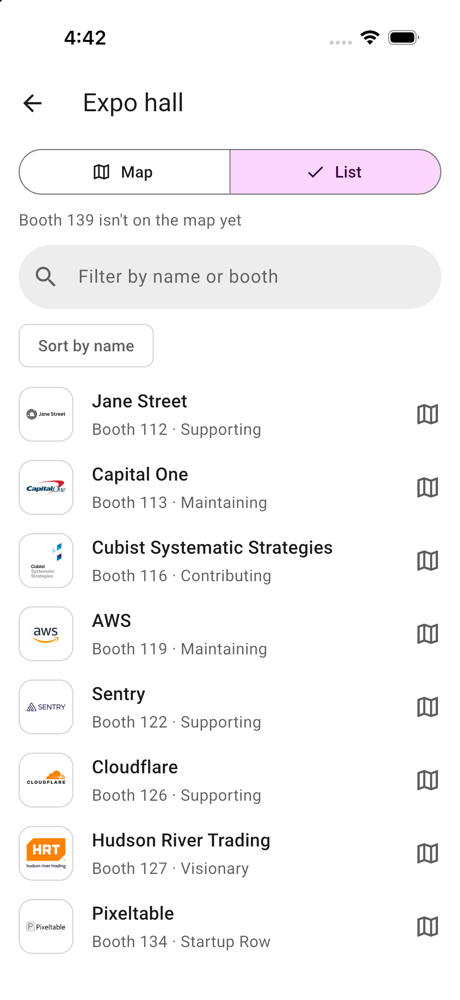 4:42
Expo hall
Map
List
Booth 139 isn't on the map yet
Filter by name or booth
Sort by name
Jane Street
Jane Street
Booth 112 · Supporting
Capital One
Capital One
Booth 113 · Maintaining
Cubist
Systematic
Strategies
Cubist Systematic Strategies
Booth 116 · Contributing
aws
AWS
Booth 119 · Maintaining
SENTRY
Sentry
Booth 122 · Supporting
CLOUDFLARE
Cloudflare
Booth 126 · Supporting
HRT
hudson river trading
Hudson River Trading
Booth 127 · Visionary
P Pixeltable
Pixeltable
Booth 134 · Startup Row